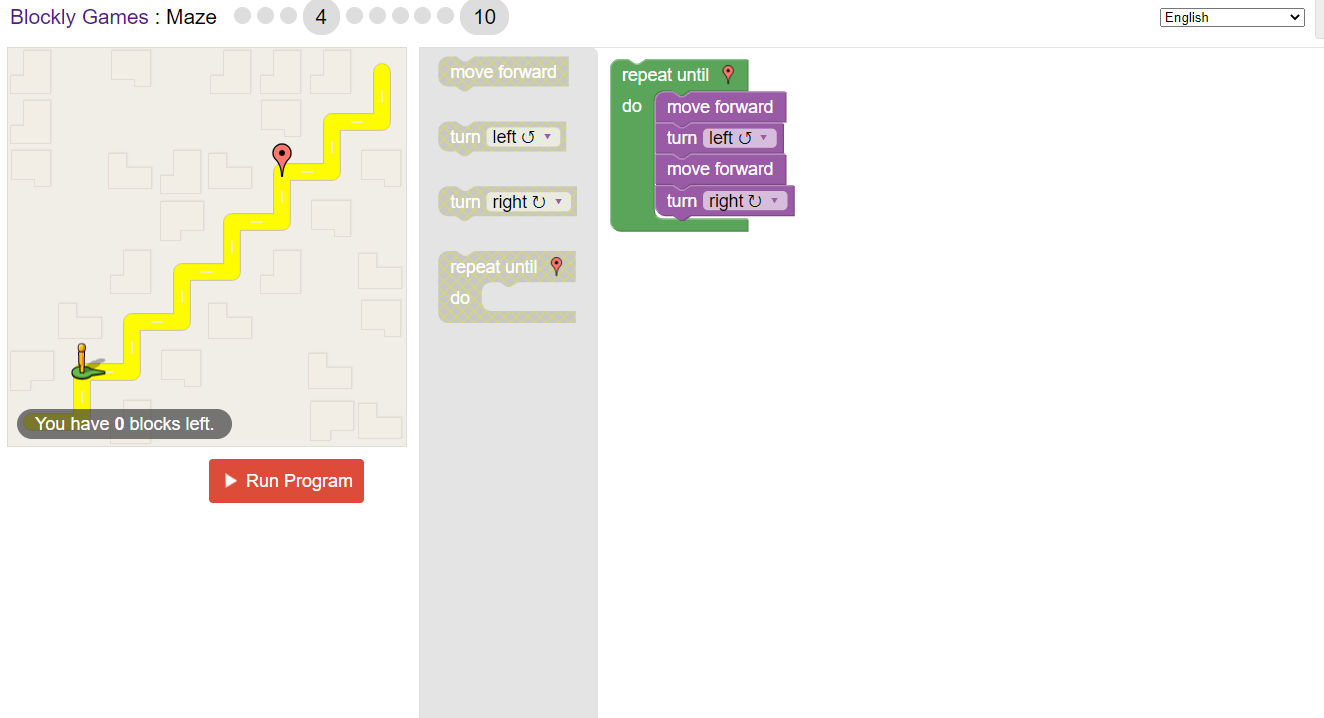 Blockly Games : Maze 4 10 English
You have 0 blocks left.
Run Program
move forward
turn left ↺ ▼
turn right ↻ ▼
repeat until
do
repeat until
do
move forward
turn left ↺ ▼
move forward
turn right ↻ ▼